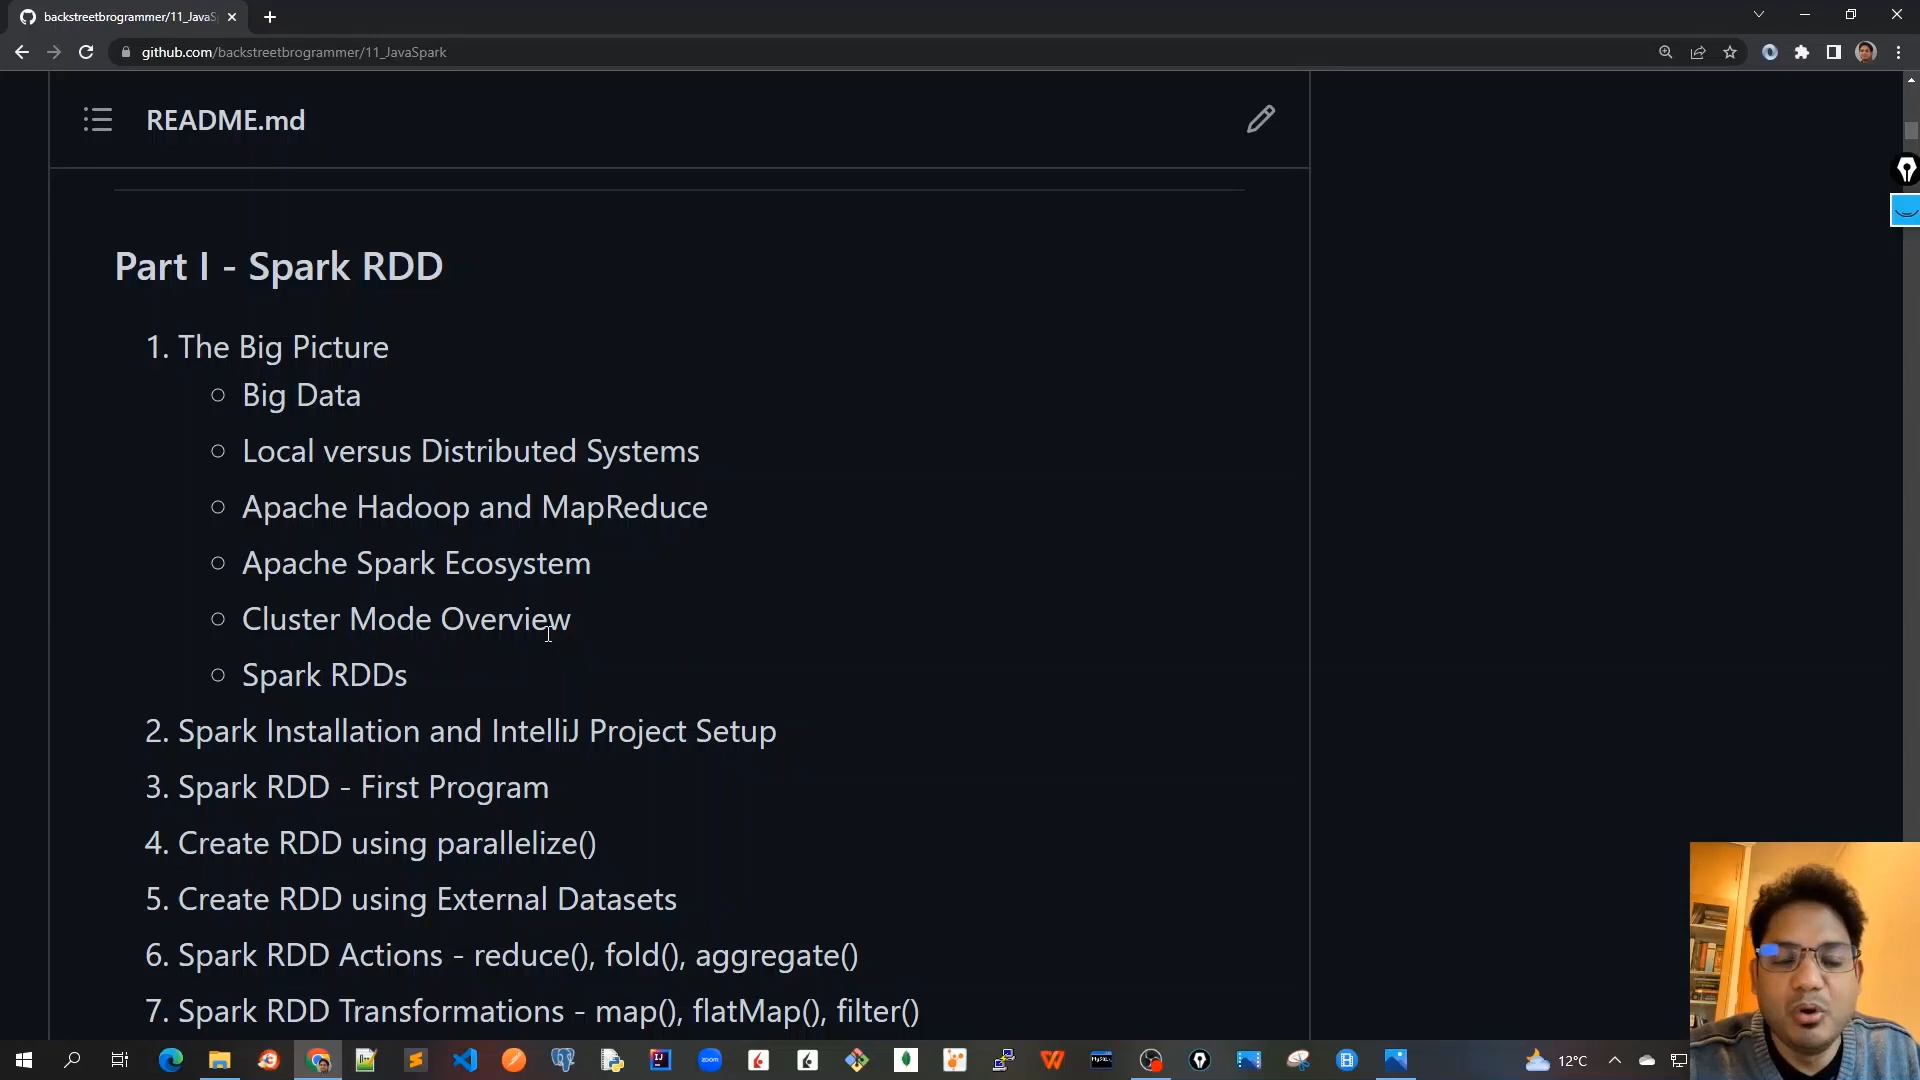 backstreetbrogrammer/11_JavaS
github.com/backstreetbrogrammer/11_JavaSpark
README.md
Part I - Spark RDD
1. The Big Picture
Big Data
Local versus Distributed Systems
Apache Hadoop and MapReduce
Apache Spark Ecosystem
Cluster Mode Overview
Spark RDDs
2. Spark Installation and IntelliJ Project Setup
3. Spark RDD - First Program
4. Create RDD using parallelize()
5. Create RDD using External Datasets
6. Spark RDD Actions - reduce(), fold(), aggregate()
7. Spark RDD Transformations - map(), flatMap(), filter()
zoom
12°C